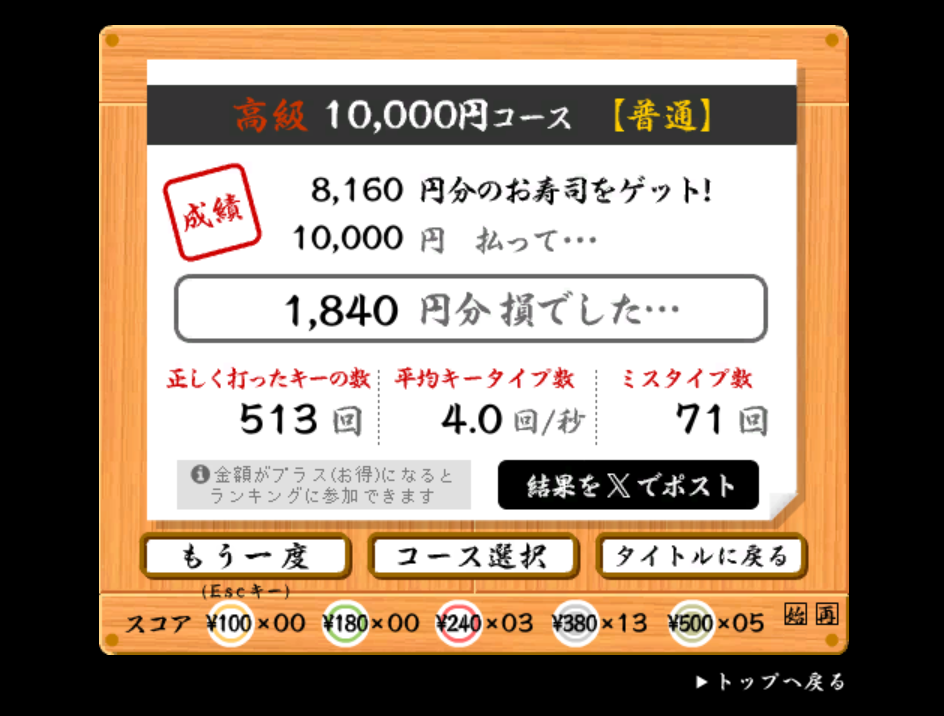 高級 10,000円コース 【普通】
成績
8,160 円分のお寿司をゲット!
10,000 円 払って…
1,840 円分 損でした…
正しく打ったキーの数 平均キータイプ数 ミスタイプ数
513 回 4.0 回/秒 71 回
金額がプラス(お得)になると
ランキングに参加できます
結果を𝕏でポスト
もう一度 コース選択 タイトルに戻る
(Escキー)
スコア ¥100×00 ¥180×00 ¥240×03 ¥380×13 ¥500×05 始 再
▶トップへ戻る